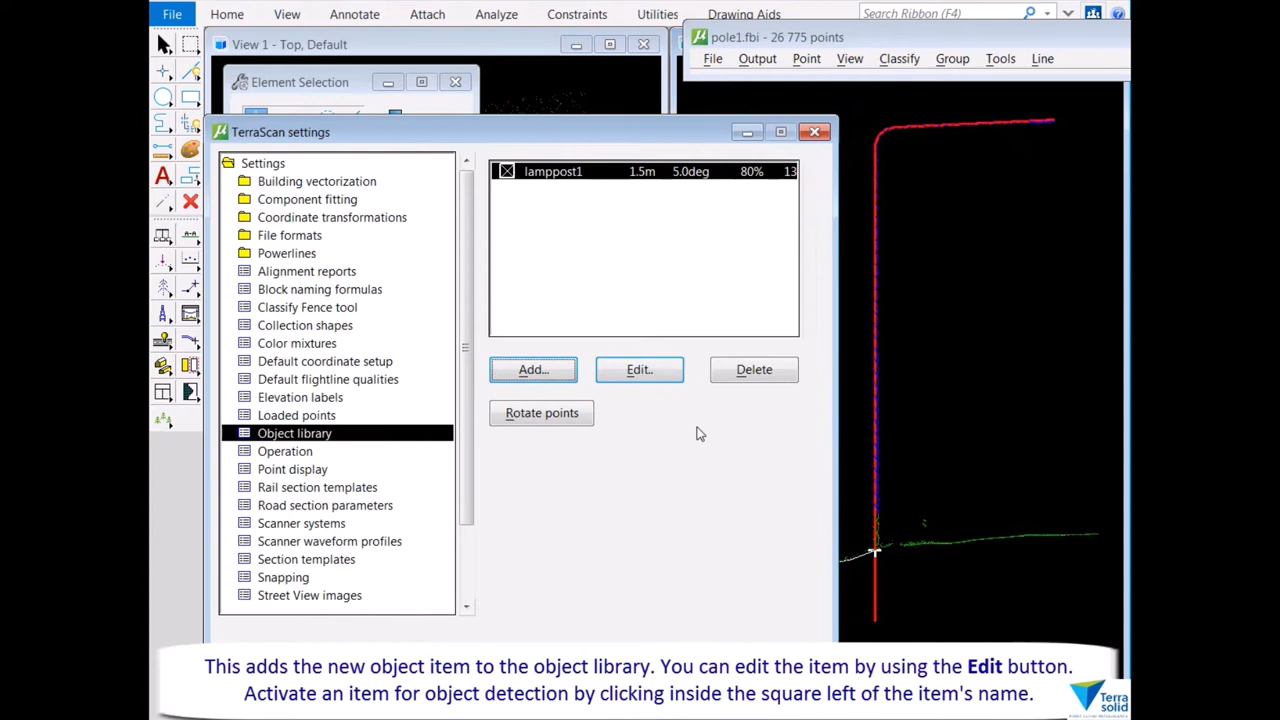 File Home View Annotate Attach Analyze Constraints Utilities Drawing Aids Search Ribbon (F4)
View 1 - Top, Default
pole1.fbi - 26 775 points
File Output Point View Classify Group Tools Line
Element Selection
TerraScan settings
Settings
Building vectorization
Component fitting
Coordinate transformations
File formats
Powerlines
Alignment reports
Block naming formulas
Classify Fence tool
Collection shapes
Color mixtures
Default coordinate setup
Default flightline qualities
Elevation labels
Loaded points
Object library
Operation
Point display
Rail section templates
Road section parameters
Scanner systems
Scanner waveform profiles
Section templates
Snapping
Street View images
lamppost1 1.5m 5.0deg 80% 13
Add... Edit.. Delete
Rotate points
This adds the new object item to the object library. You can edit the item by using the Edit button.
Activate an item for object detection by clicking inside the square left of the item's name.
Terra
solid